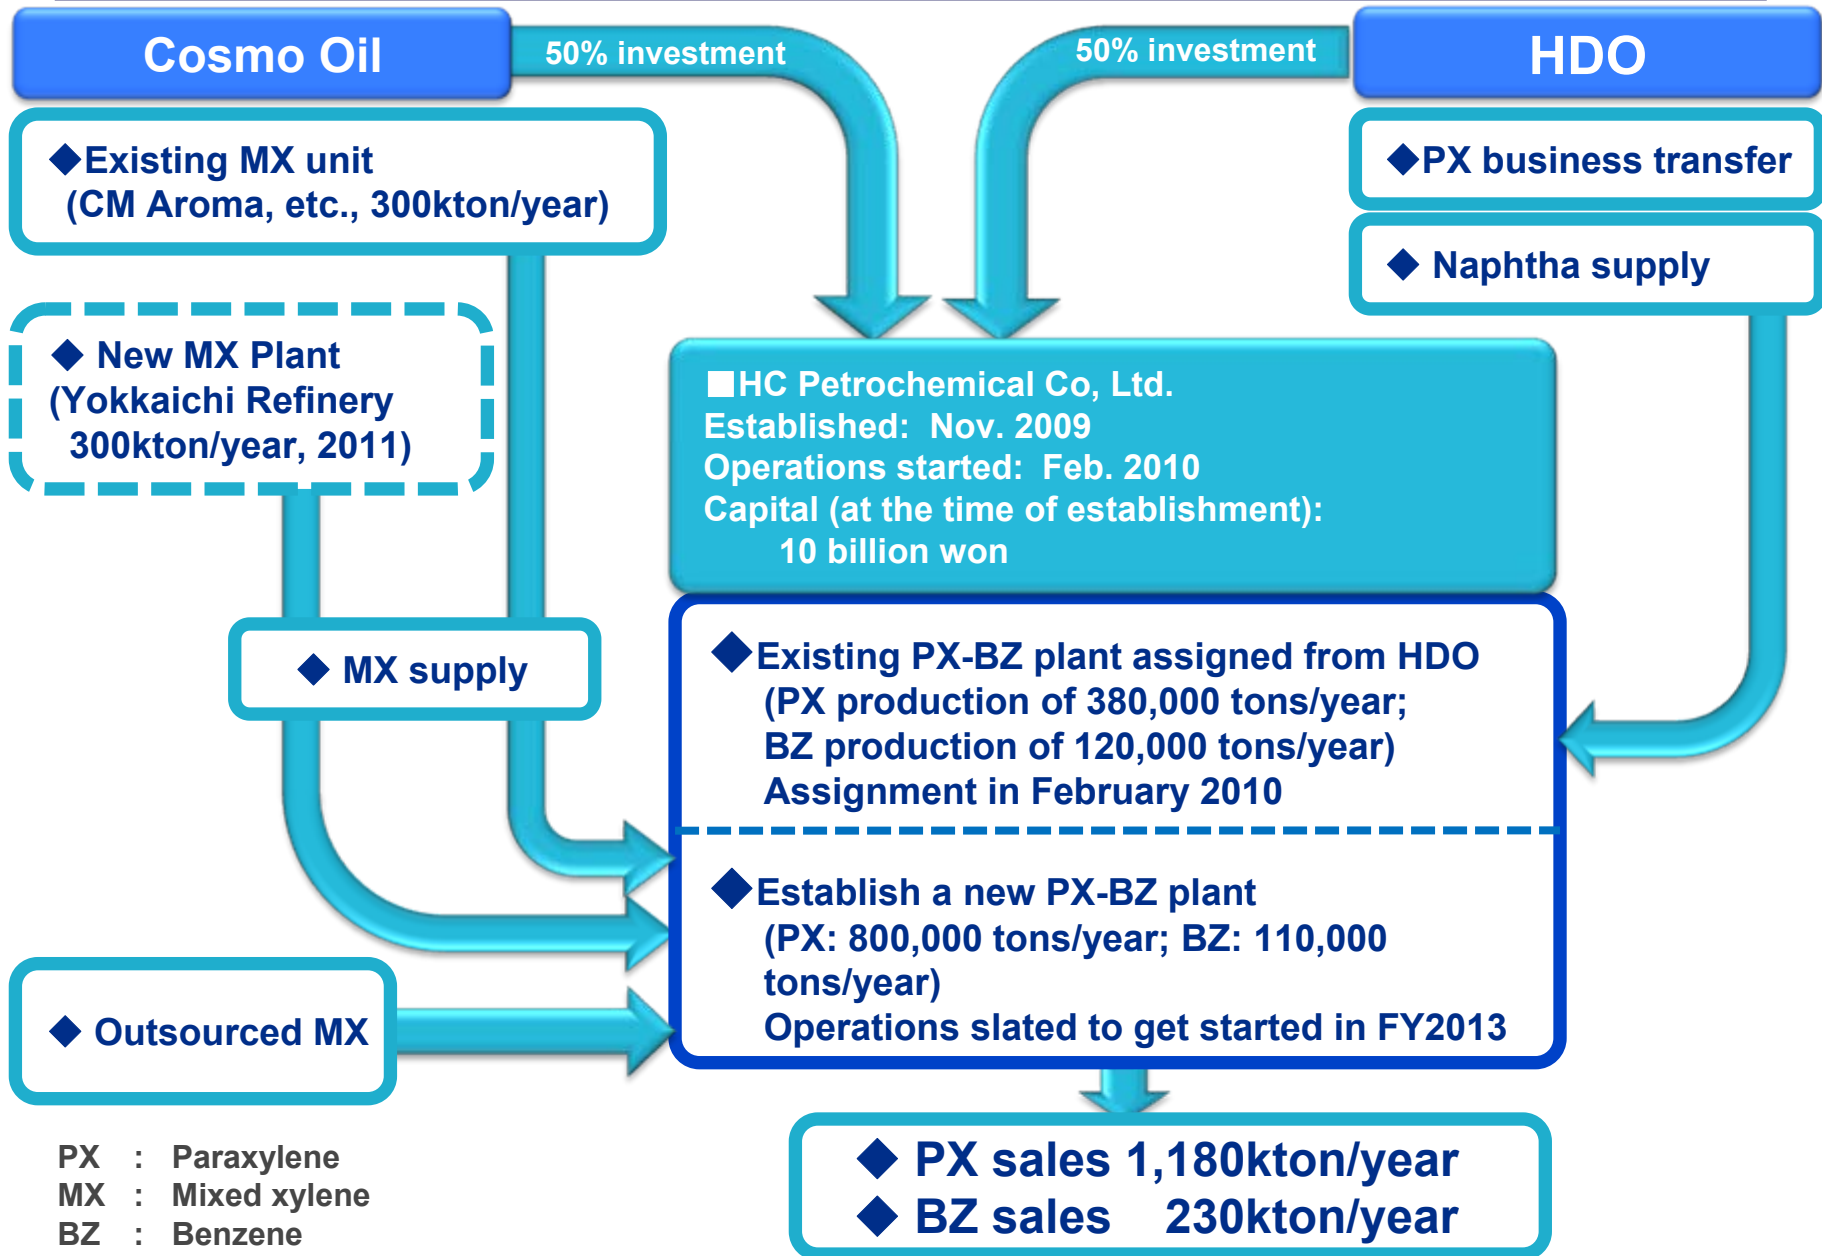 Cosmo Oil
50% investment
50% investment
HDO
◆Existing MX unit
(CM Aroma, etc., 300kton/year)
◆PX business transfer
◆ Naphtha supply
◆ New MX Plant
(Yokkaichi Refinery
300kton/year, 2011)
■HC Petrochemical Co, Ltd.
Established: Nov. 2009
Operations started: Feb. 2010
Capital (at the time of establishment):
10 billion won
◆ MX supply
◆Existing PX-BZ plant assigned from HDO
(PX production of 380,000 tons/year;
BZ production of 120,000 tons/year)
Assignment in February 2010
◆Establish a new PX-BZ plant
(PX: 800,000 tons/year; BZ: 110,000
tons/year)
Operations slated to get started in FY2013
◆ Outsourced MX
◆ PX sales 1,180kton/year
◆ BZ sales 230kton/year
PX : Paraxylene
MX : Mixed xylene
BZ : Benzene